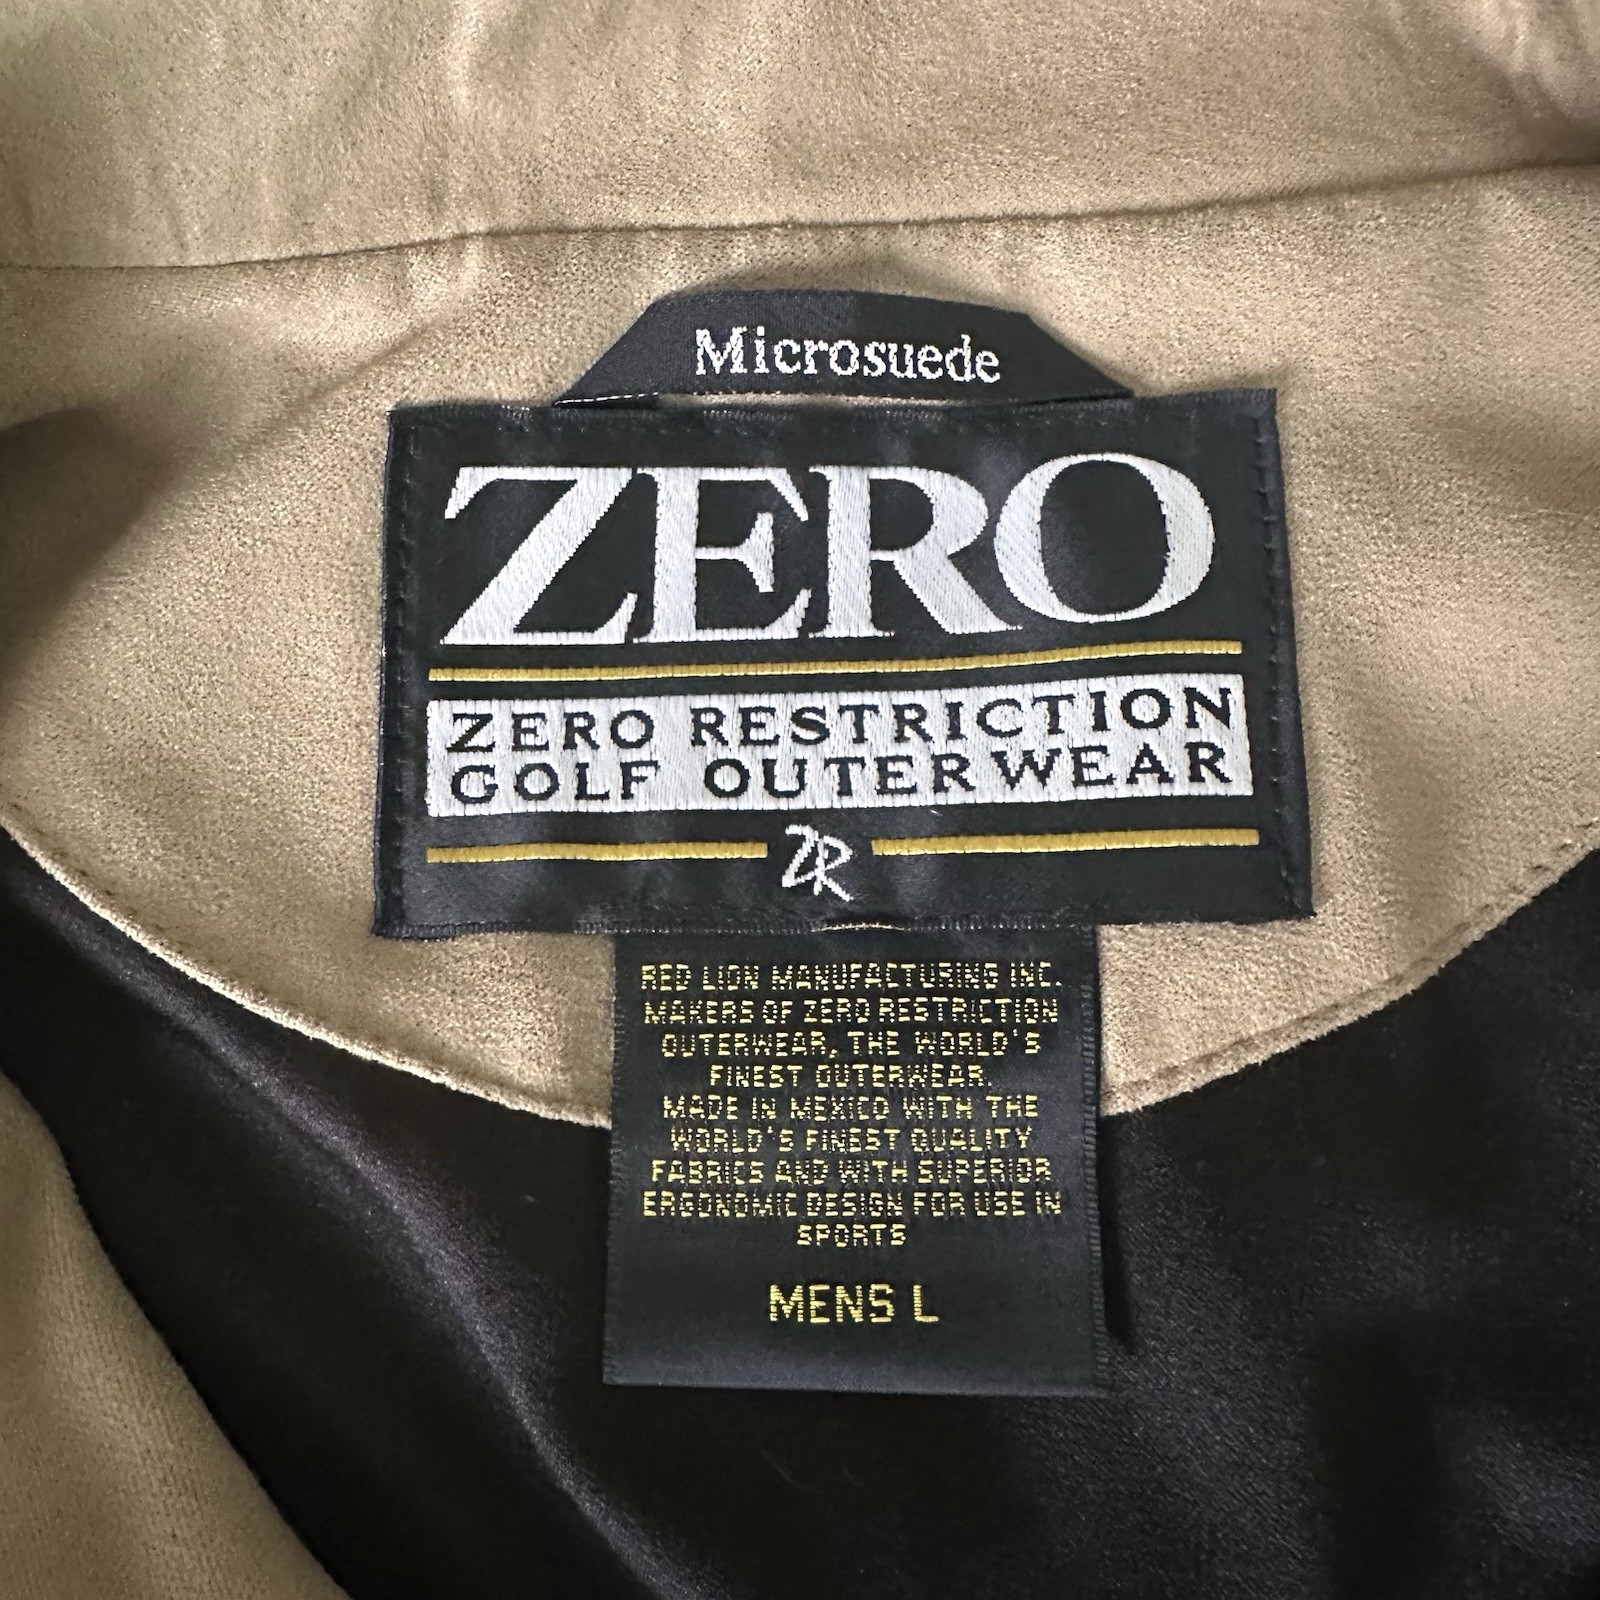 Microsuede
ZERO
ZERO RESTRICTION
GOLF OUTERWEAR
ZR
RED LION MANUFACTURING INC.
MAKERS OF ZERO RESTRICTION
OUTERWEAR, THE WORLD'S
FINEST OUTERWEAR.
MADE IN MEXICO WITH THE
WORLD'S FINEST QUALITY
FABRICS AND WITH SUPERIOR
ERGONOMIC DESIGN FOR USE IN
SPORTS
MENS L